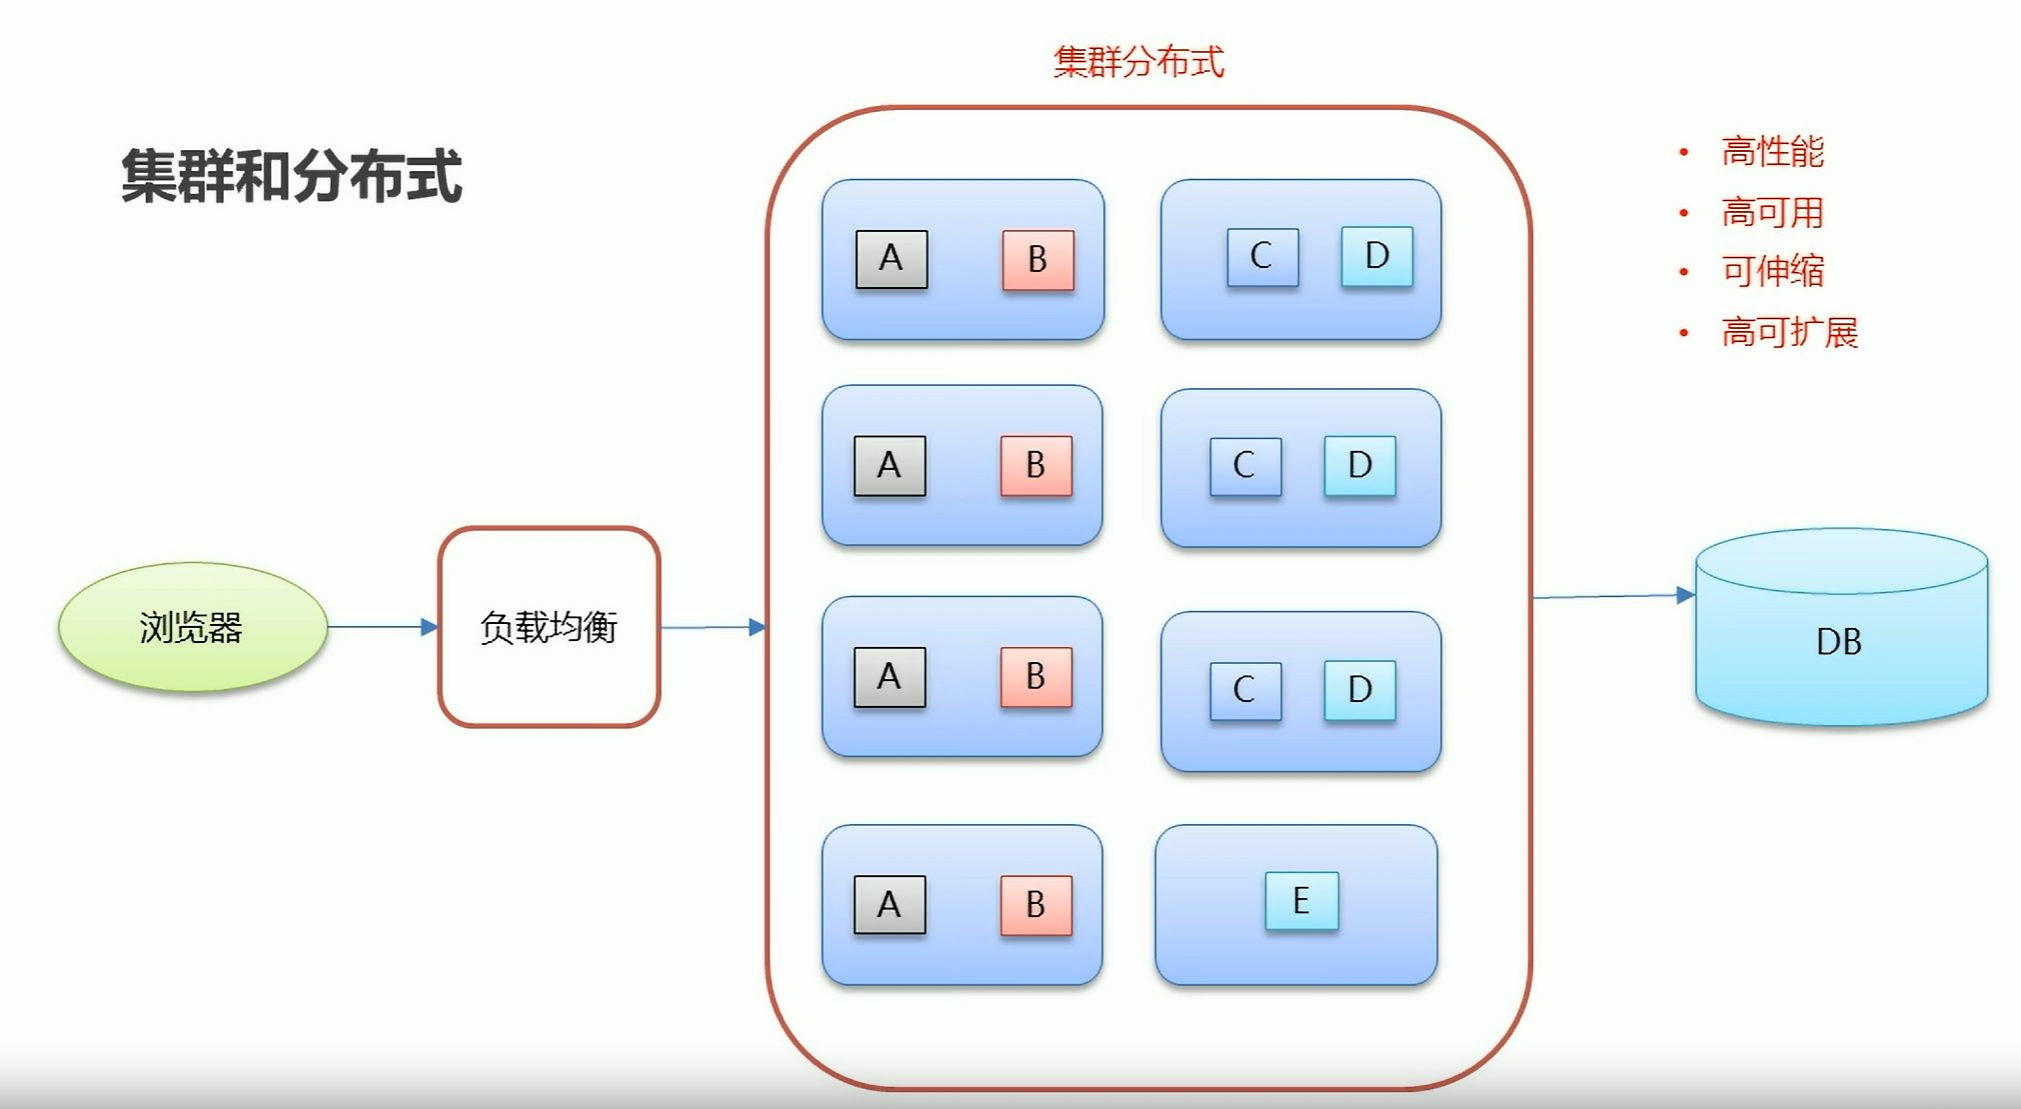 集群分布式
集群和分布式
• 高性能
• 高可用
• 可伸缩
• 高可扩展
A B C D
A B C D
浏览器
负载均衡
A B C D
DB
A B E